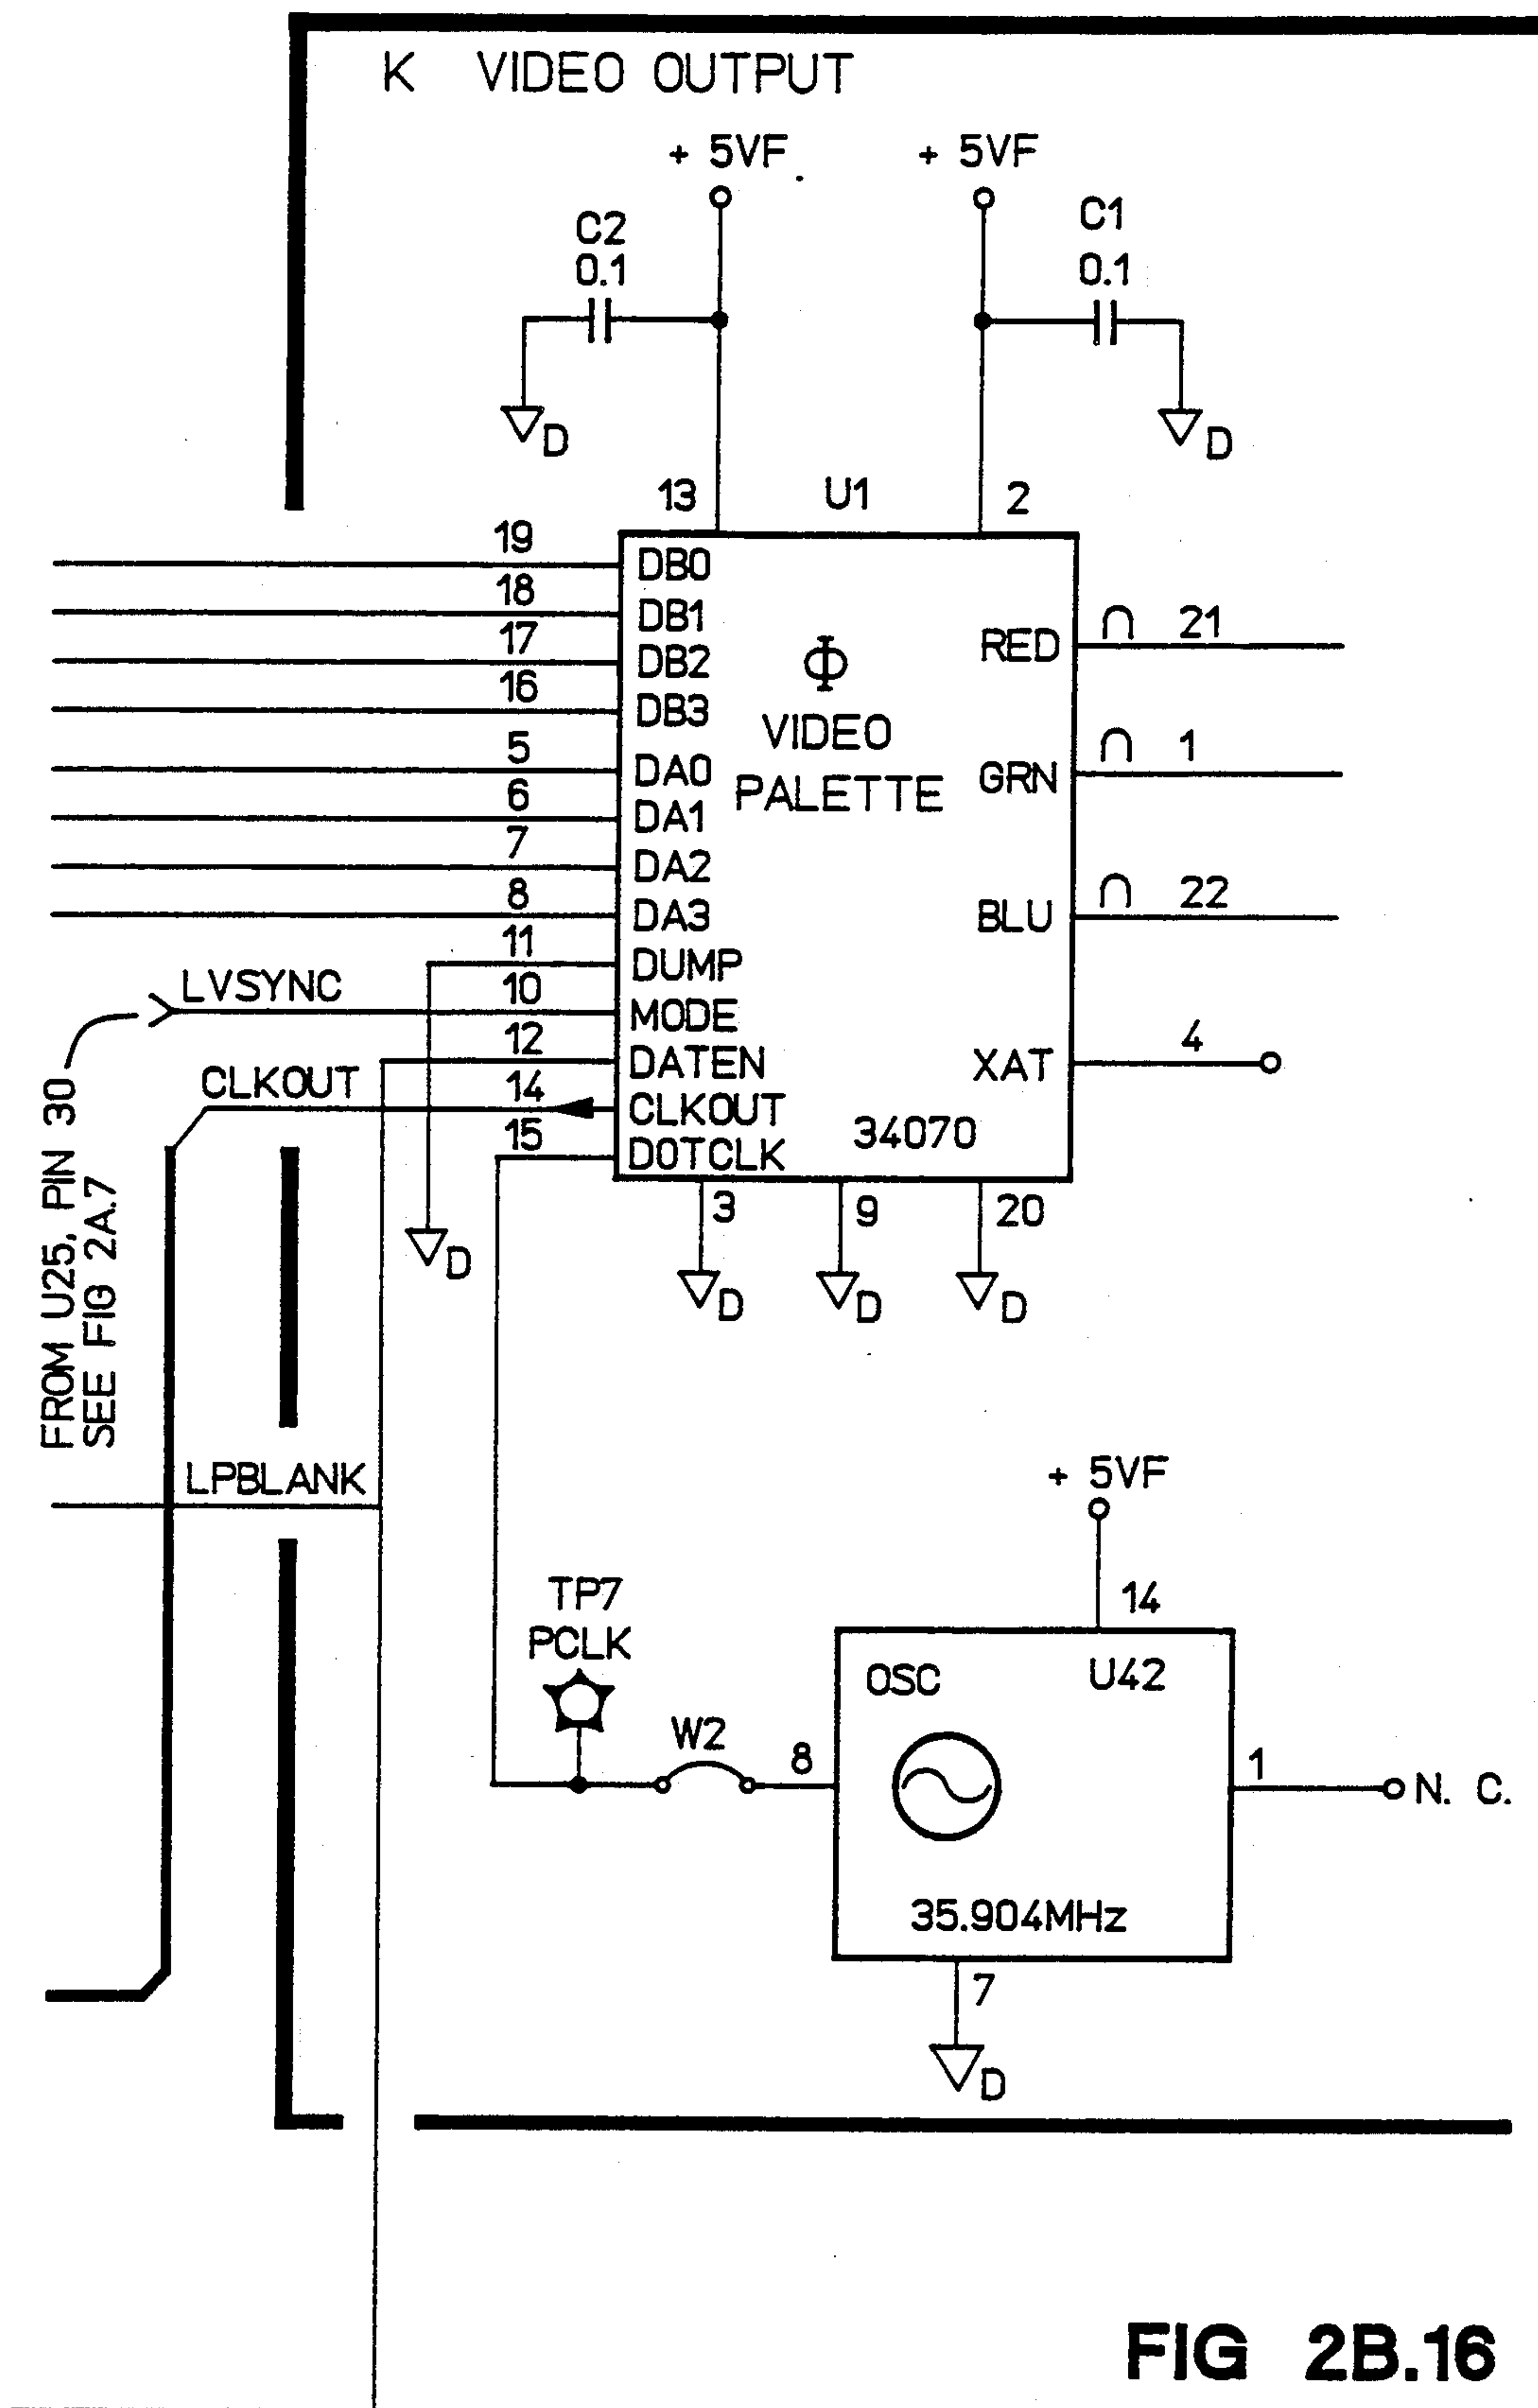 K VIDEO OUTPUT
+ 5VF
+ 5VF
C2
0.1
C1
0.1
D
D
13
U1
2
19
DB0
18
DB1
17
DB2
16
DB3
5
DA0
6
DA1
7
DA2
8
DA3
11
DUMP
LVSYNC
10
MODE
12
DATEN
CLKOUT
14
CLKOUT
15
DOTCLK
Φ
VIDEO
PALETTE
RED
21
GRN
1
BLU
22
XAT
4
34070
3
9
20
D
D
D
D
FROM U25, PIN 30
SEE FIG 2A.7
LPBLANK
+ 5VF
14
TP7
PCLK
OSC
U42
W2
8
1
N. C.
35.904MHz
7
D
FIG 2B.16